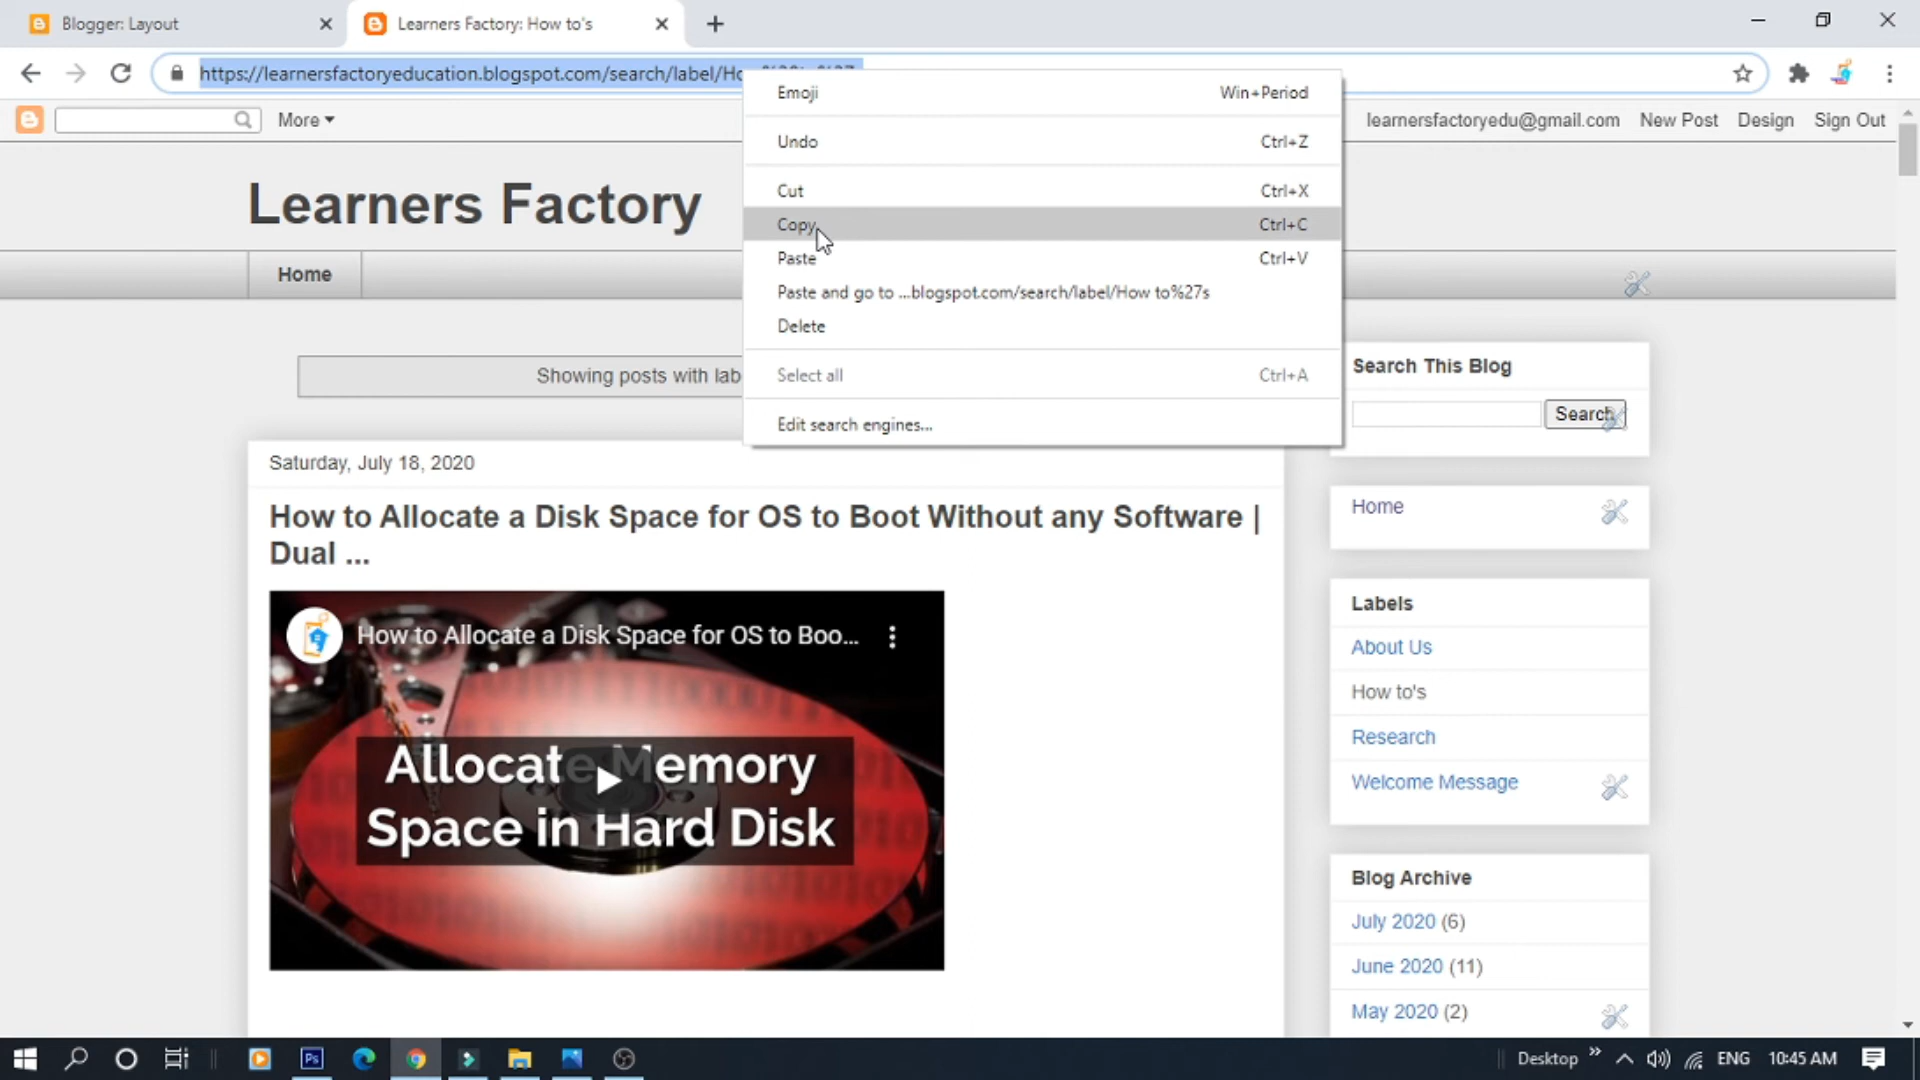 Blogger: Layout
Learners Factory: How to's
https://learnersfactoryeducation.blogspot.com/search/label/Ho
More
learnersfactoryedu@gmail.com New Post Design Sign Out
Emoji Win+Period
Undo Ctrl+Z
Cut Ctrl+X
Copy Ctrl+C
Paste Ctrl+V
Paste and go to ...blogspot.com/search/label/How to%27s
Delete
Select all Ctrl+A
Edit search engines...
Learners Factory
Home
Showing posts with lab
Saturday, July 18, 2020
How to Allocate a Disk Space for OS to Boot Without any Software |
Dual ...
How to Allocate a Disk Space for OS to Boo...
Allocate Memory
Space in Hard Disk
Search This Blog
Search
Home
Labels
About Us
How to's
Research
Welcome Message
Blog Archive
July 2020 (6)
June 2020 (11)
May 2020 (2)
Ps
Desktop
ENG
10:45 AM